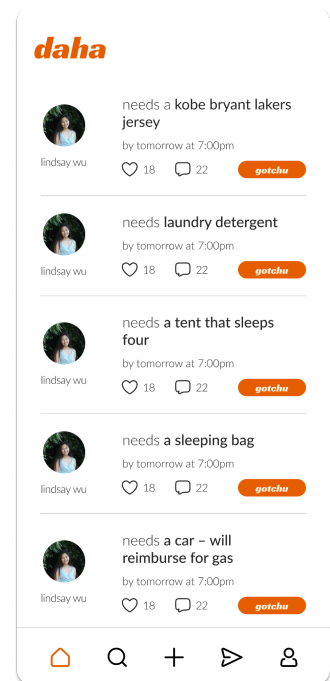 daha
needs a kobe bryant lakers
jersey
by tomorrow at 7:00pm
lindsay wu
18
22
gotchu
needs laundry detergent
by tomorrow at 7:00pm
lindsay wu
18
22
gotchu
needs a tent that sleeps
four
by tomorrow at 7:00pm
lindsay wu
18
22
gotchu
needs a sleeping bag
by tomorrow at 7:00pm
lindsay wu
18
22
gotchu
needs a car – will
reimburse for gas
by tomorrow at 7:00pm
lindsay wu
18
22
gotchu